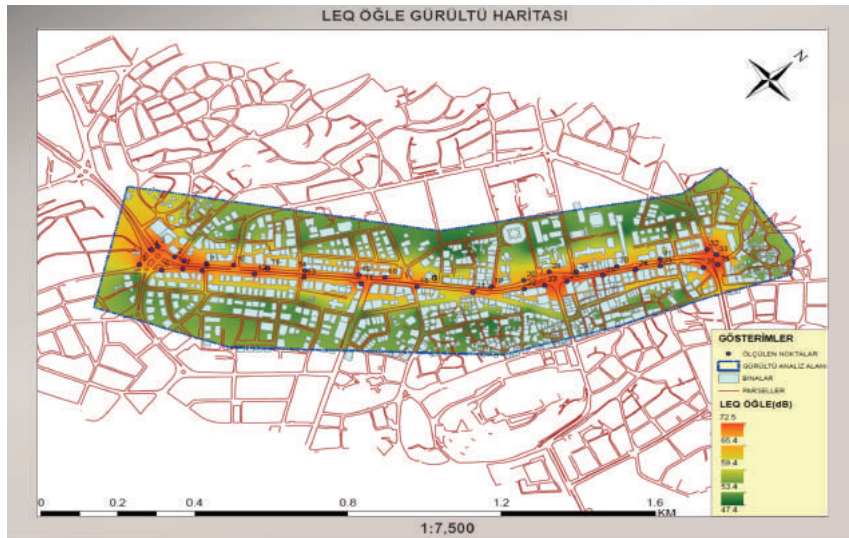 LEQ ÖĞLE GÜRÜLTÜ HARİTASI
N
GÖSTERİMLER
ÖLÇÜLEN NOKTALAR
GÜRÜLTÜ ANALİZ ALANI
BİNALAR
PARSELLER
LEQ ÖĞLE(dB)
72.5
65.4
59.4
53.4
47.4
0 0.2 0.4 0.8 1.2 1.6
KM
1:7,500